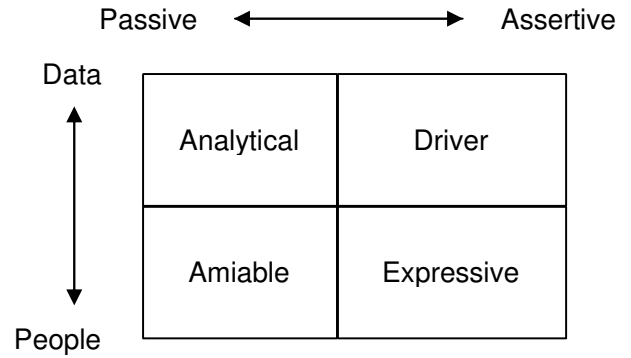 Passive Assertive
Data
Analytical Driver
Amiable Expressive
People